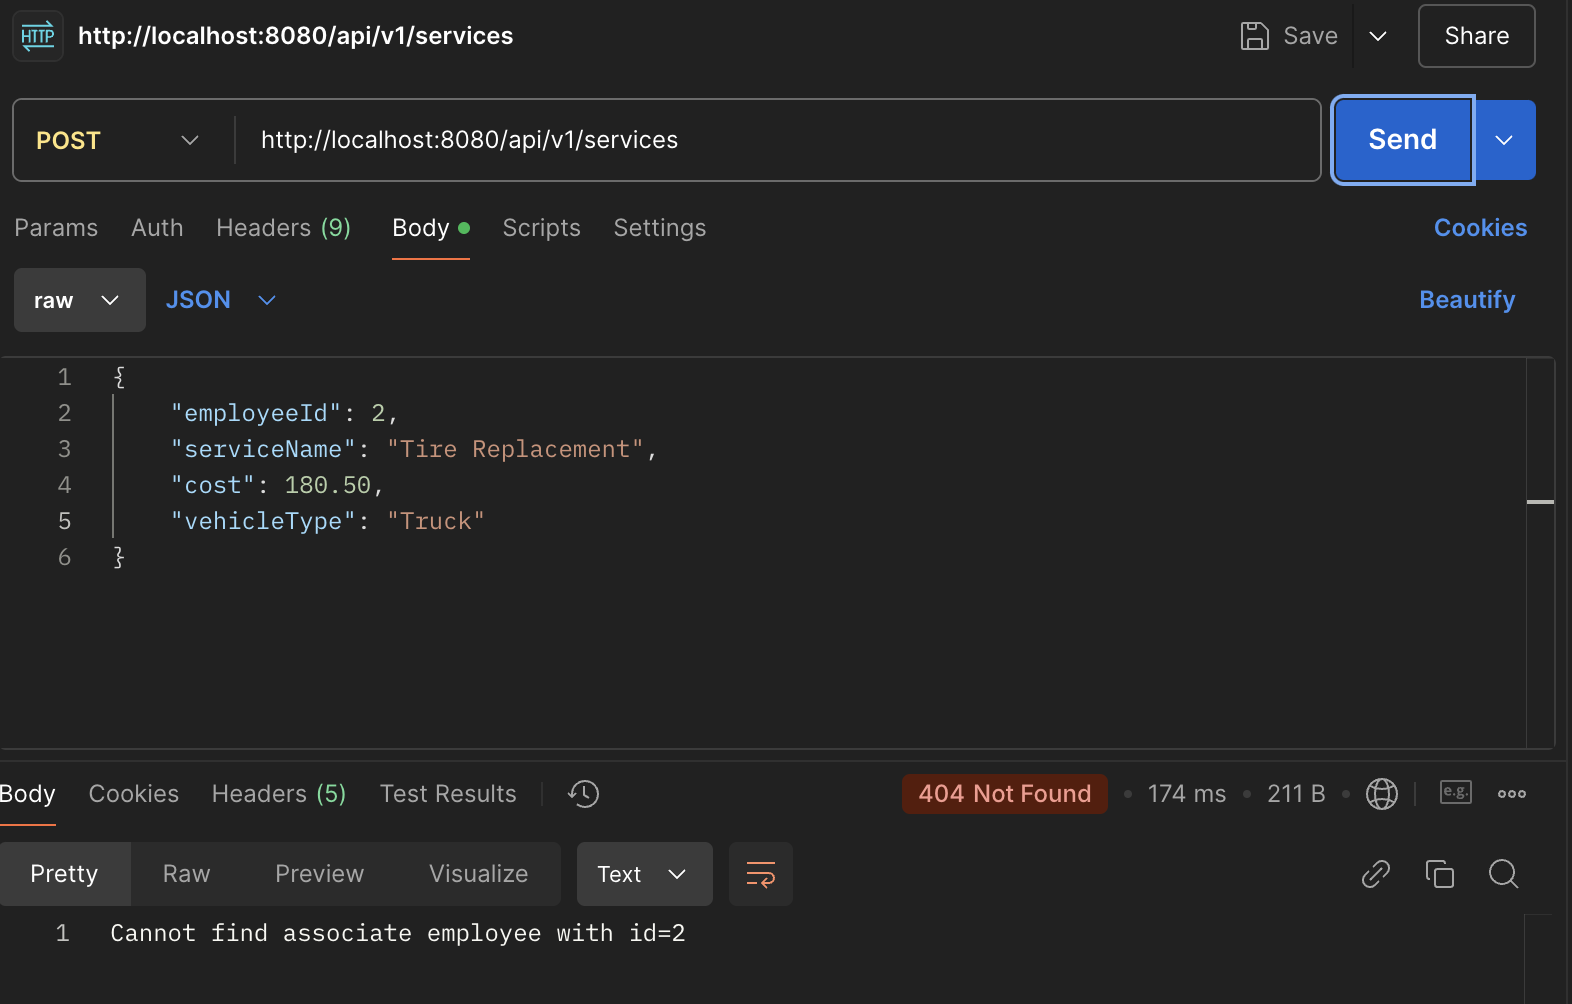 HTTP http://localhost:8080/api/v1/services Save Share
POST http://localhost:8080/api/v1/services Send
Params Auth Headers (9) Body Scripts Settings Cookies
raw JSON Beautify
1 {
2 "employeeId": 2,
3 "serviceName": "Tire Replacement",
4 "cost": 180.50,
5 "vehicleType": "Truck"
6 }
Body Cookies Headers (5) Test Results 404 Not Found • 174 ms • 211 B • e.g.
Pretty Raw Preview Visualize Text
1 Cannot find associate employee with id=2